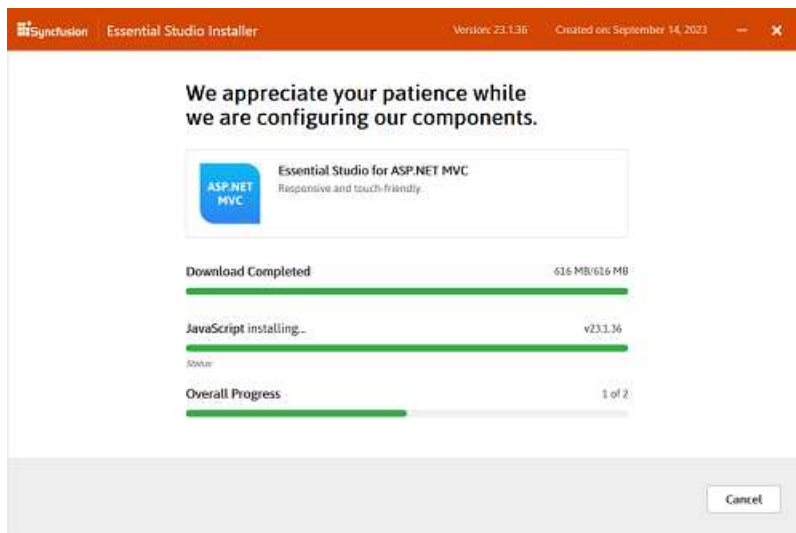 Syncfusion Essential Studio Installer Version: 23.1.36 Created on: September 14, 2023
We appreciate your patience while
we are configuring our components.
ASP.NET
MVC
Essential Studio for ASP.NET MVC
Responsive and touch-friendly.
Download Completed 616 MB/616 MB
JavaScript installing... v23.1.36
Status
Overall Progress 1 of 2
Cancel